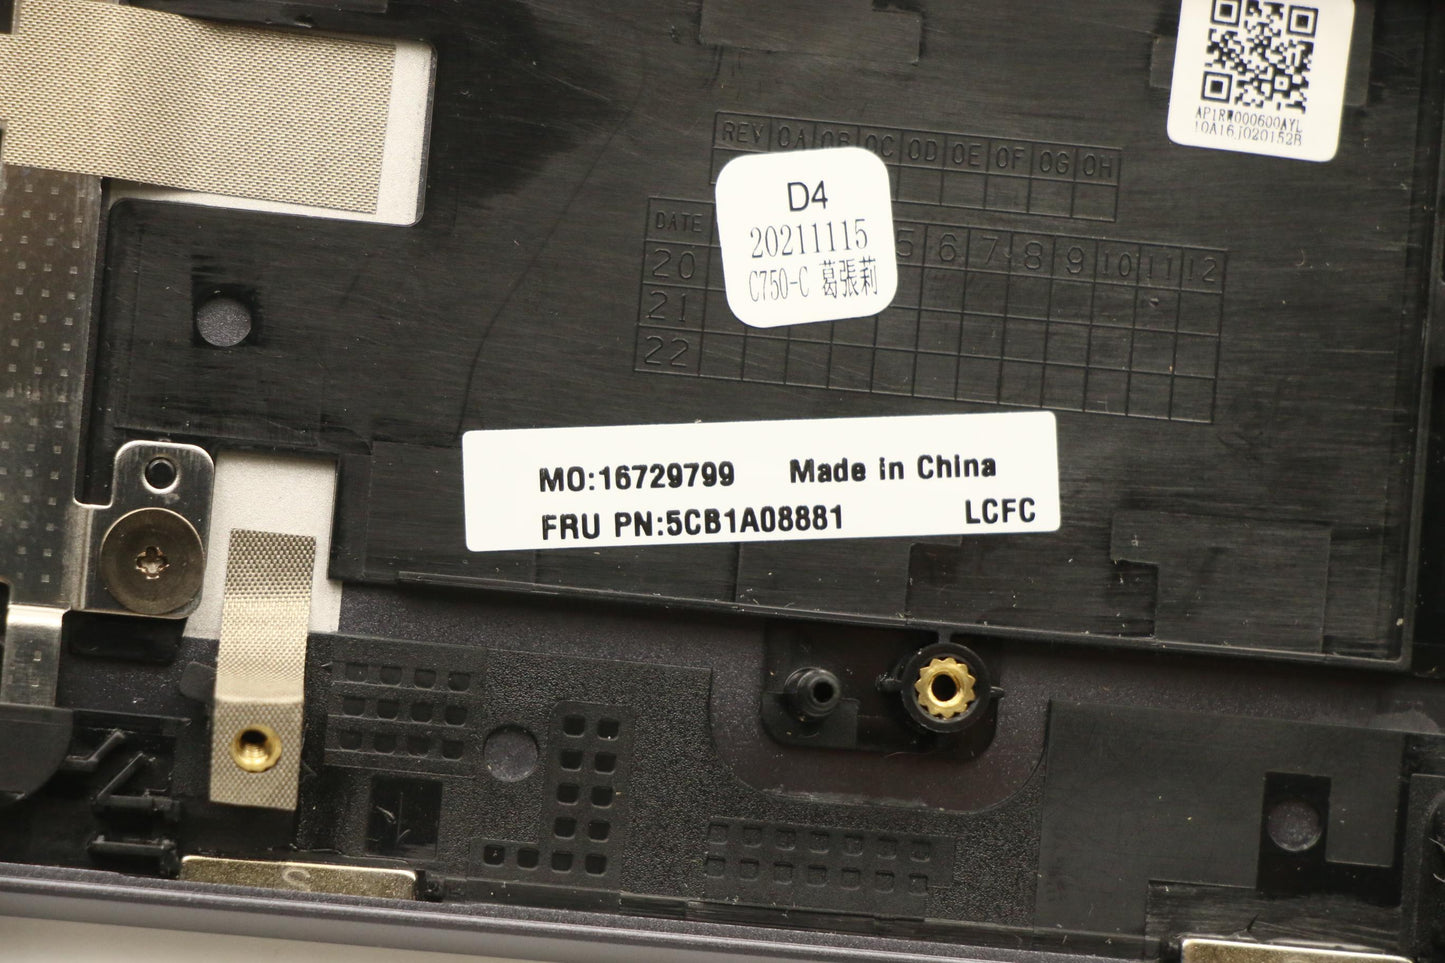 AP1RW000600AYL
10A16J020152B
REV 0A 0B 0C 0D 0E 0F 0G 0H
D4
20211115
C750-C 葛張莉
DATE 5 6 7 8 9 10 11 12
20
21
22
MO:16729799 Made in China
FRU PN:5CB1A08881 LCFC
S